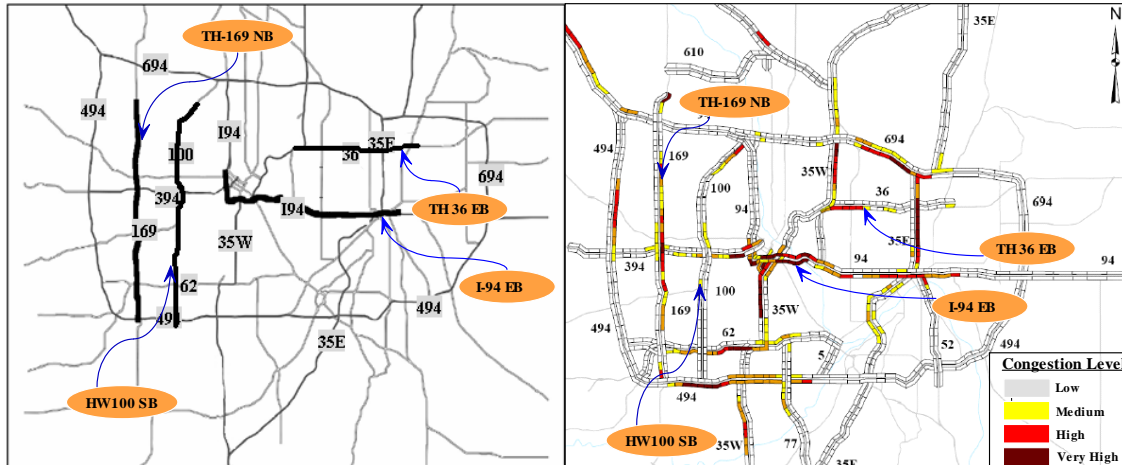 TH-169 NB
694
494
I94
100
35E
36
694
394
TH 36 EB
I94
169
35W
62
I-94 EB
494
494
35E
HW100 SB
35E
N
610
TH-169 NB
494
169
694
35W
100
36
94
694
TH 36 EB
35E
94
94
394
100
I-94 EB
169
35W
62
494
494
5
52
Congestion Level
Low
494
Medium
HW100 SB
High
35W
77
35E
Very High